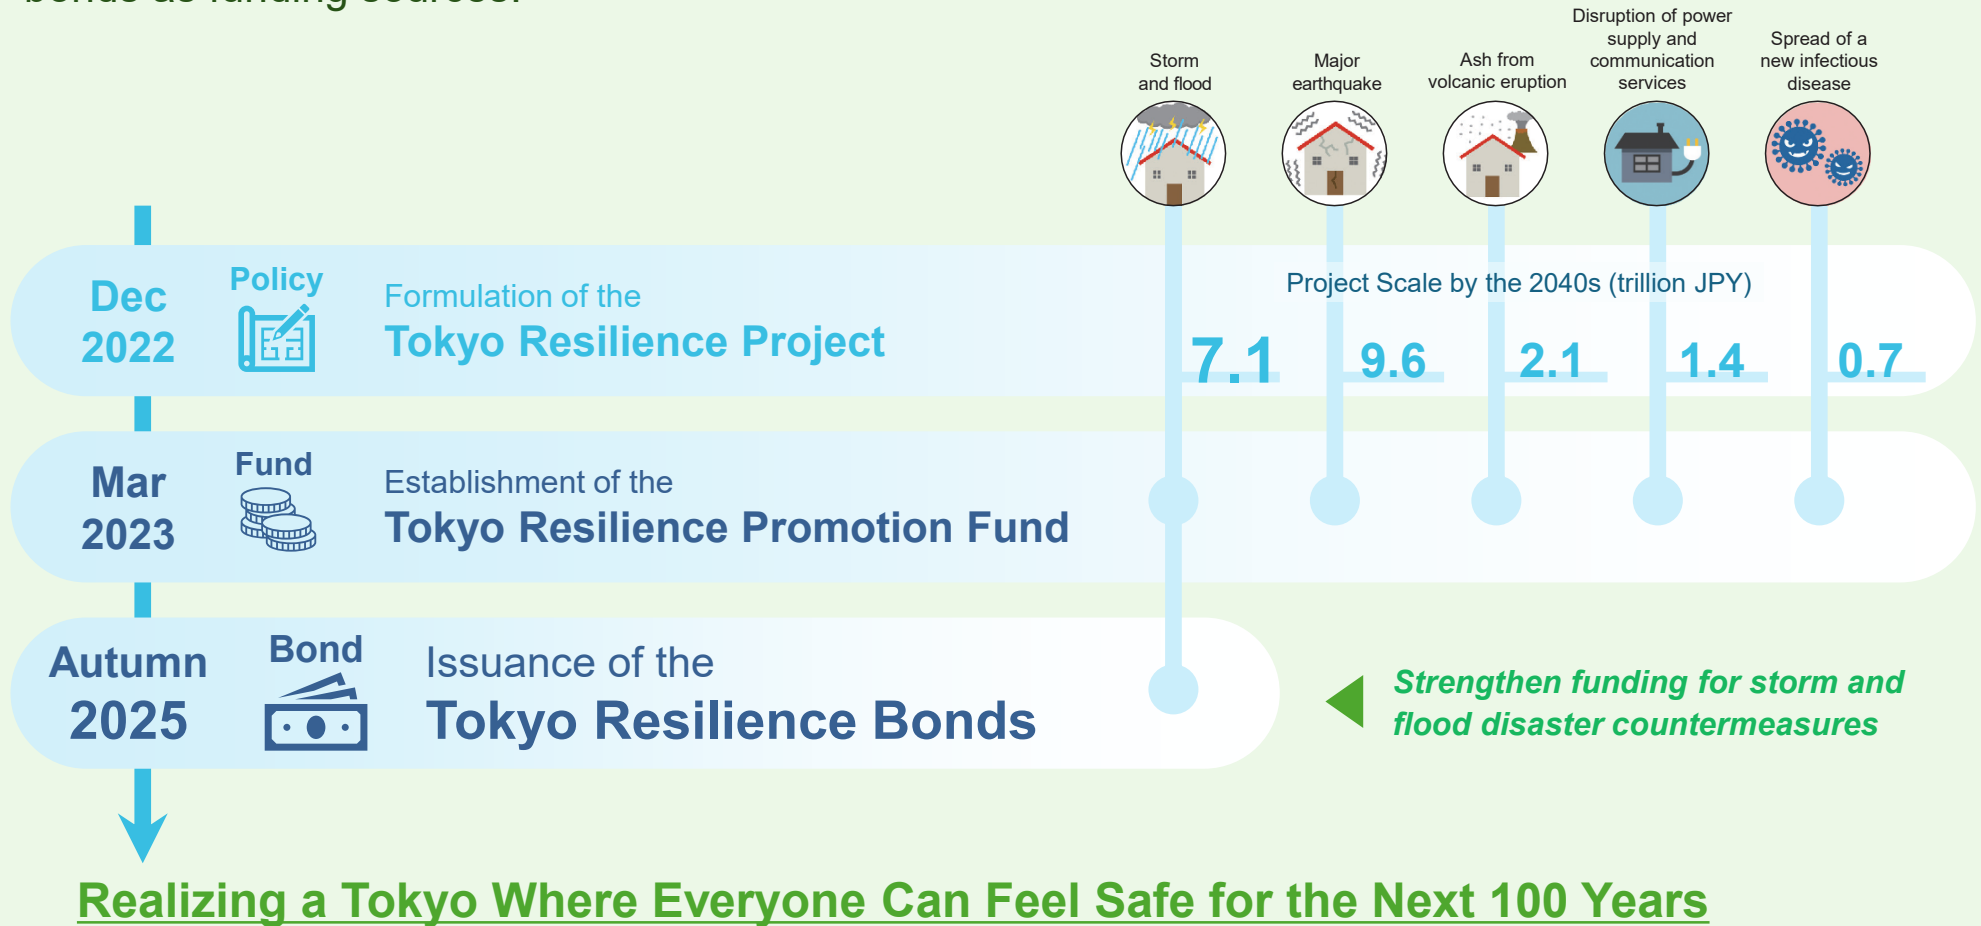 bonds as funding sources.
Storm
and flood
Major
earthquake
Ash from
volcanic eruption
Disruption of power
supply and
communication
services
Spread of a
new infectious
disease
Dec
2022
Policy
Formulation of the
Tokyo Resilience Project
Project Scale by the 2040s (trillion JPY)
7.1
9.6
2.1
1.4
0.7
Mar
2023
Fund
Establishment of the
Tokyo Resilience Promotion Fund
Autumn
2025
Bond
Issuance of the
Tokyo Resilience Bonds
Strengthen funding for storm and
flood disaster countermeasures
Realizing a Tokyo Where Everyone Can Feel Safe for the Next 100 Years